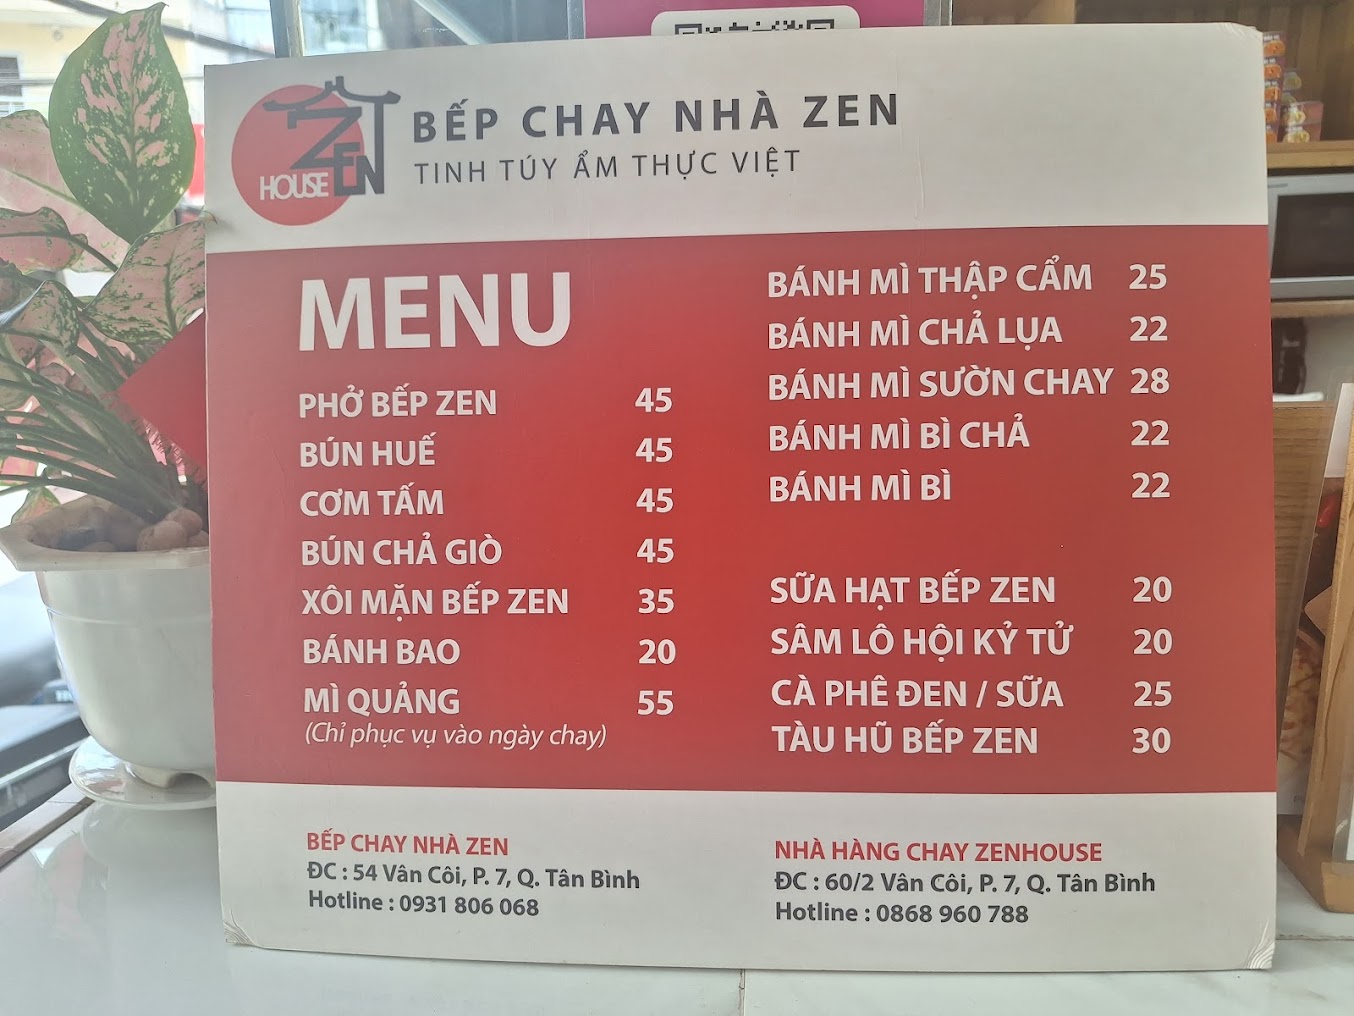 ZEN
HOUSE
BẾP CHAY NHÀ ZEN
TINH TÚY ẨM THỰC VIỆT
MENU
PHỞ BẾP ZEN 45
BÚN HUẾ 45
CƠM TẤM 45
BÚN CHẢ GIÒ 45
XÔI MẶN BẾP ZEN 35
BÁNH BAO 20
MÌ QUẢNG 55
(Chỉ phục vụ vào ngày chay)
BÁNH MÌ THẬP CẨM 25
BÁNH MÌ CHẢ LỤA 22
BÁNH MÌ SƯỜN CHAY 28
BÁNH MÌ BÌ CHẢ 22
BÁNH MÌ BÌ 22
SỮA HẠT BẾP ZEN 20
SÂM LÔ HỘI KỶ TỬ 20
CÀ PHÊ ĐEN / SỮA 25
TÀU HŨ BẾP ZEN 30
BẾP CHAY NHÀ ZEN
ĐC : 54 Vân Côi, P. 7, Q. Tân Bình
Hotline : 0931 806 068
NHÀ HÀNG CHAY ZENHOUSE
ĐC : 60/2 Vân Côi, P. 7, Q. Tân Bình
Hotline : 0868 960 788